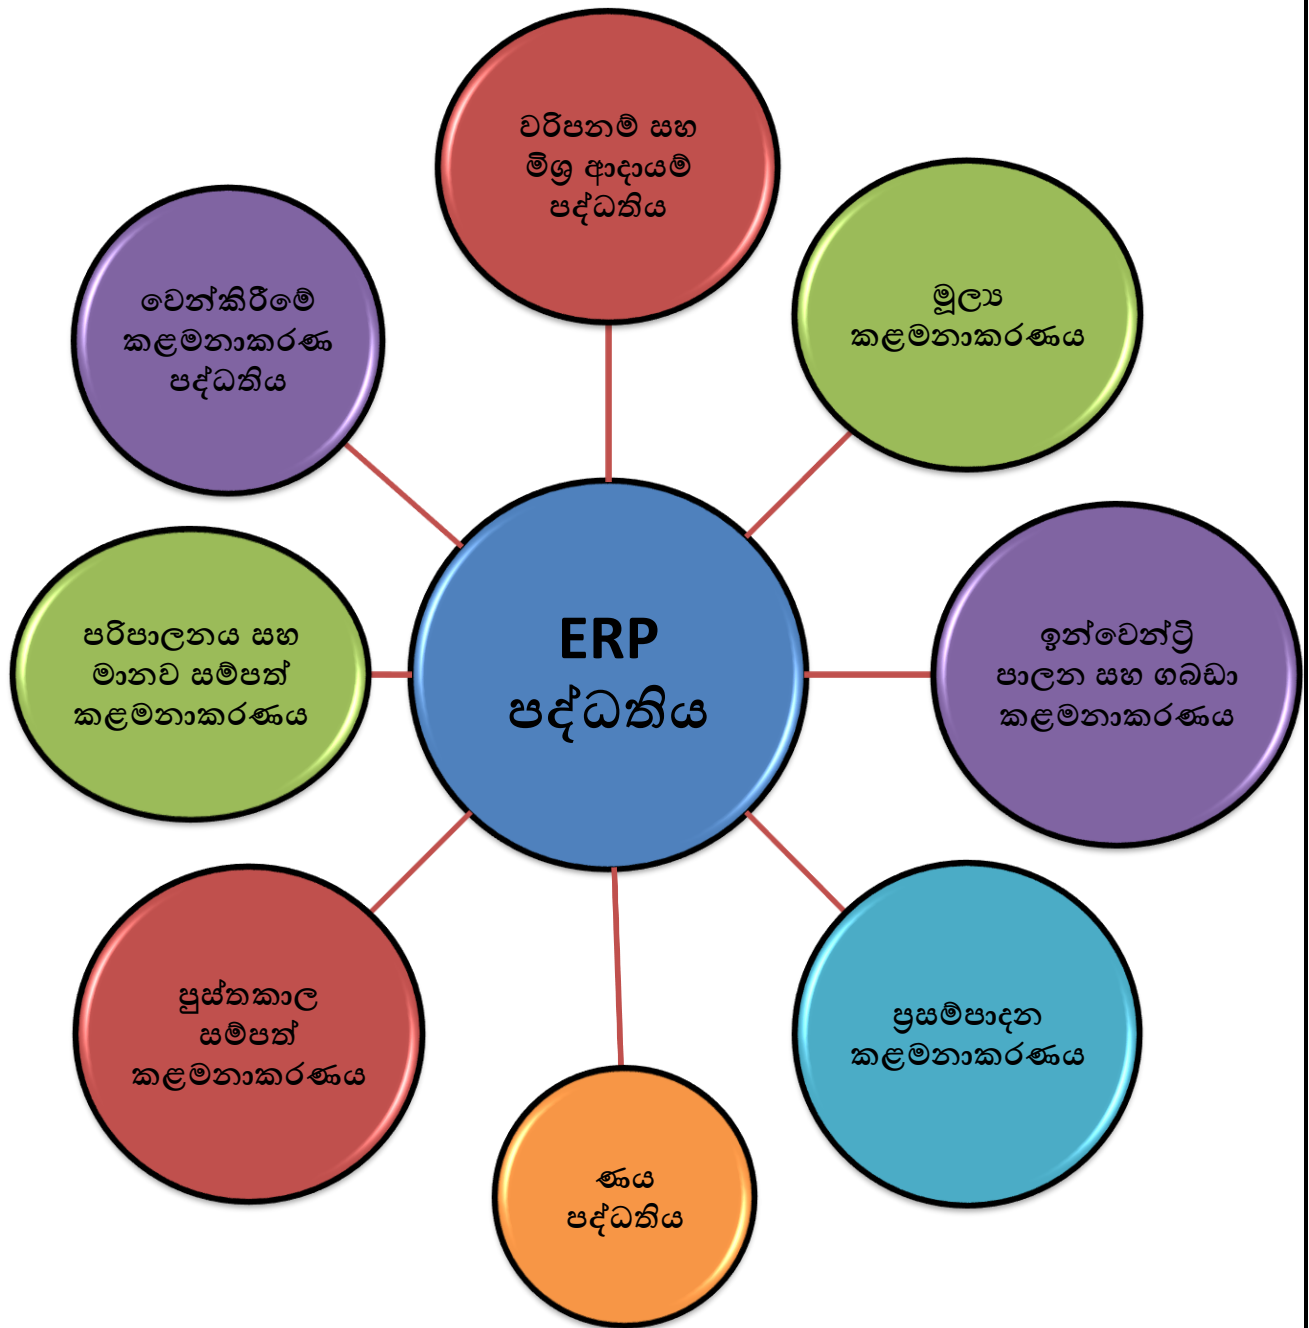 වරිපනම් සහ
මිශ්‍ර ආදායම්
පද්ධතිය
මූල්‍ය
කළමනාකරණය
ඉන්වෙන්ට්‍රි
පාලන සහ ගබඩා
කළමනාකරණය
ප්‍රසම්පාදන
කළමනාකරණය
ණය
පද්ධතිය
පුස්තකාල
සම්පත්
කළමනාකරණය
පරිපාලනය සහ
මානව සම්පත්
කළමනාකරණය
වෙන්කිරීමේ
කළමනාකරණ
පද්ධතිය
ERP
පද්ධතිය